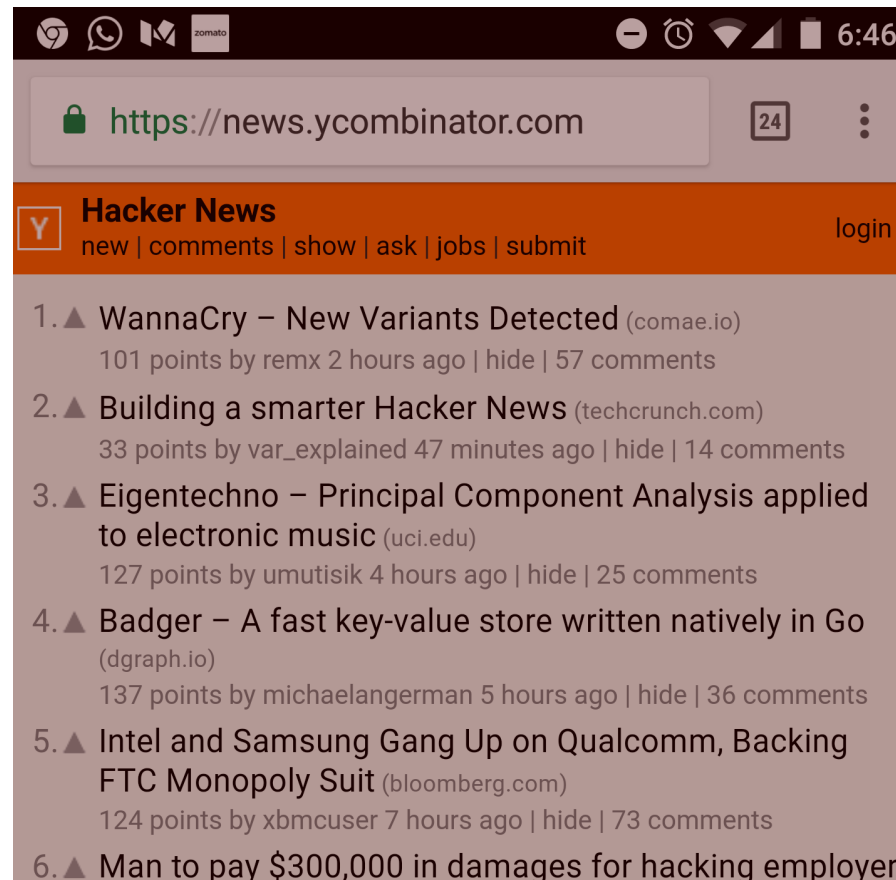 zomato
6:46
https://news.ycombinator.com
24
Y
Hacker News
login
new | comments | show | ask | jobs | submit
1. WannaCry – New Variants Detected (comae.io)
101 points by remx 2 hours ago | hide | 57 comments
2. Building a smarter Hacker News (techcrunch.com)
33 points by var_explained 47 minutes ago | hide | 14 comments
3. Eigentechno – Principal Component Analysis applied
to electronic music (uci.edu)
127 points by umutisik 4 hours ago | hide | 25 comments
4. Badger – A fast key-value store written natively in Go
(dgraph.io)
137 points by michaelangerman 5 hours ago | hide | 36 comments
5. Intel and Samsung Gang Up on Qualcomm, Backing
FTC Monopoly Suit (bloomberg.com)
124 points by xbmcuser 7 hours ago | hide | 73 comments
6. Man to pay $300,000 in damages for hacking employer